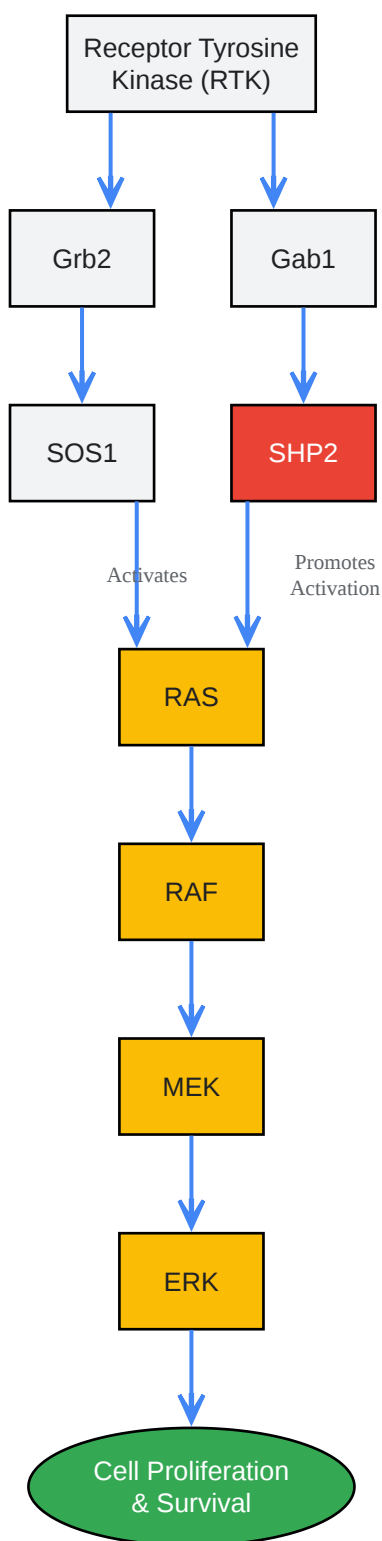 Receptor Tyrosine
Kinase (RTK)
Grb2
Gab1
SOS1
SHP2
Activates
Promotes
Activation
RAS
RAF
MEK
ERK
Cell Proliferation
& Survival